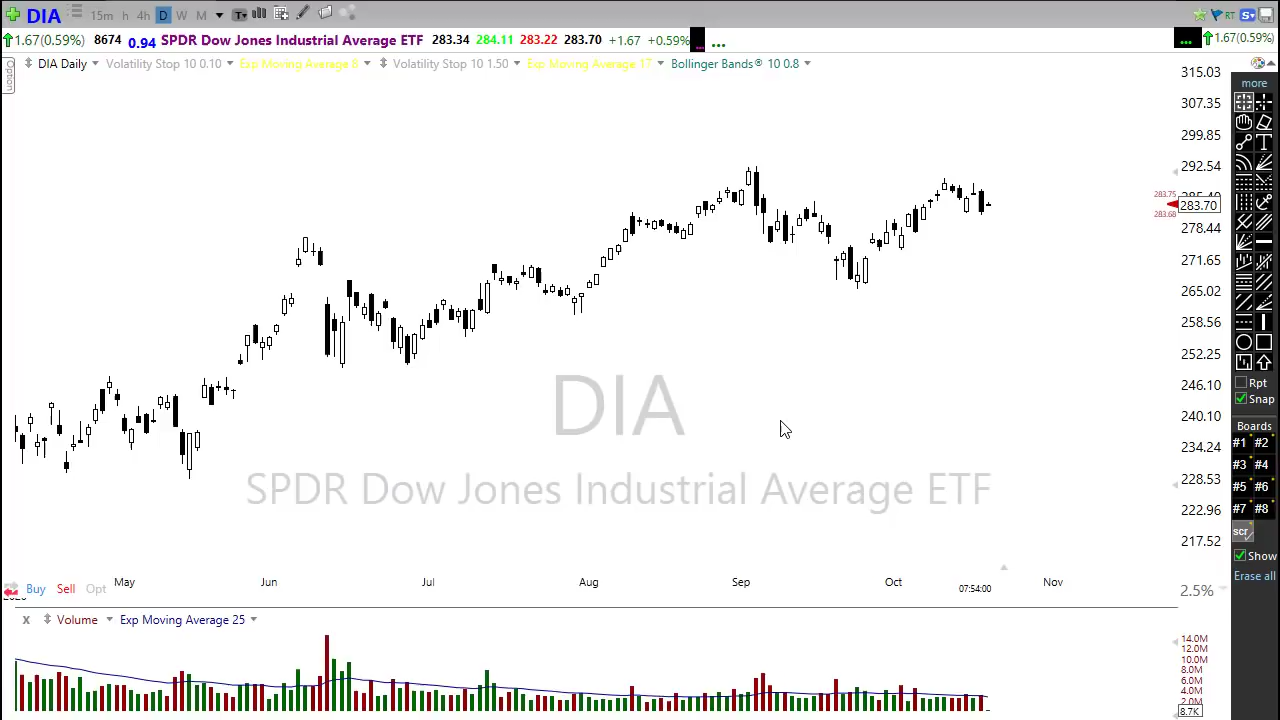 DIA 15m h 4h D W M T RT S
1.67(0.59%) 8674 0.94 SPDR Dow Jones Industrial Average ETF 283.34 284.11 283.22 283.70 +1.67 +0.59% ... ... 1.67(0.59%)
Option
DIA Daily Volatility Stop 10 0.10 Exp Moving Average 8 Volatility Stop 10 1.50 Exp Moving Average 17 Bollinger Bands® 10 0.8
315.03
307.35
299.85
292.54
283.75
283.70
283.68
278.44
271.65
265.02
258.56
252.25
246.10
240.10
234.24
228.53
222.96
217.52
DIA
SPDR Dow Jones Industrial Average ETF
more
T
Rpt
Snap
Boards
#1 #2
#3 #4
#5 #6
#7 #8
scr
Show
Erase all
May Jun Jul Aug Sep Oct Nov
07:54:00
Buy Sell Opt
2.5%
x Volume Exp Moving Average 25
14.0M
12.0M
10.0M
8.0M
6.0M
4.0M
2.0M
8.7K